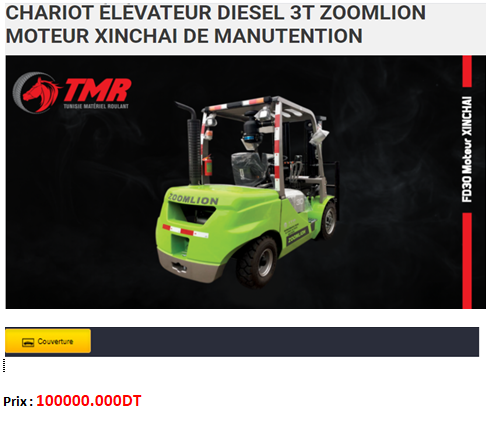 CHARIOT ÉLÉVATEUR DIESEL 3T ZOOMLION
MOTEUR XINCHAI DE MANUTENTION
TMR
TUNISIE MATÉRIEL ROULANT
ZOOMLION
ZOOMLION
FD30 Moteur XINCHAI
Couverture
Prix : 100000.000DT